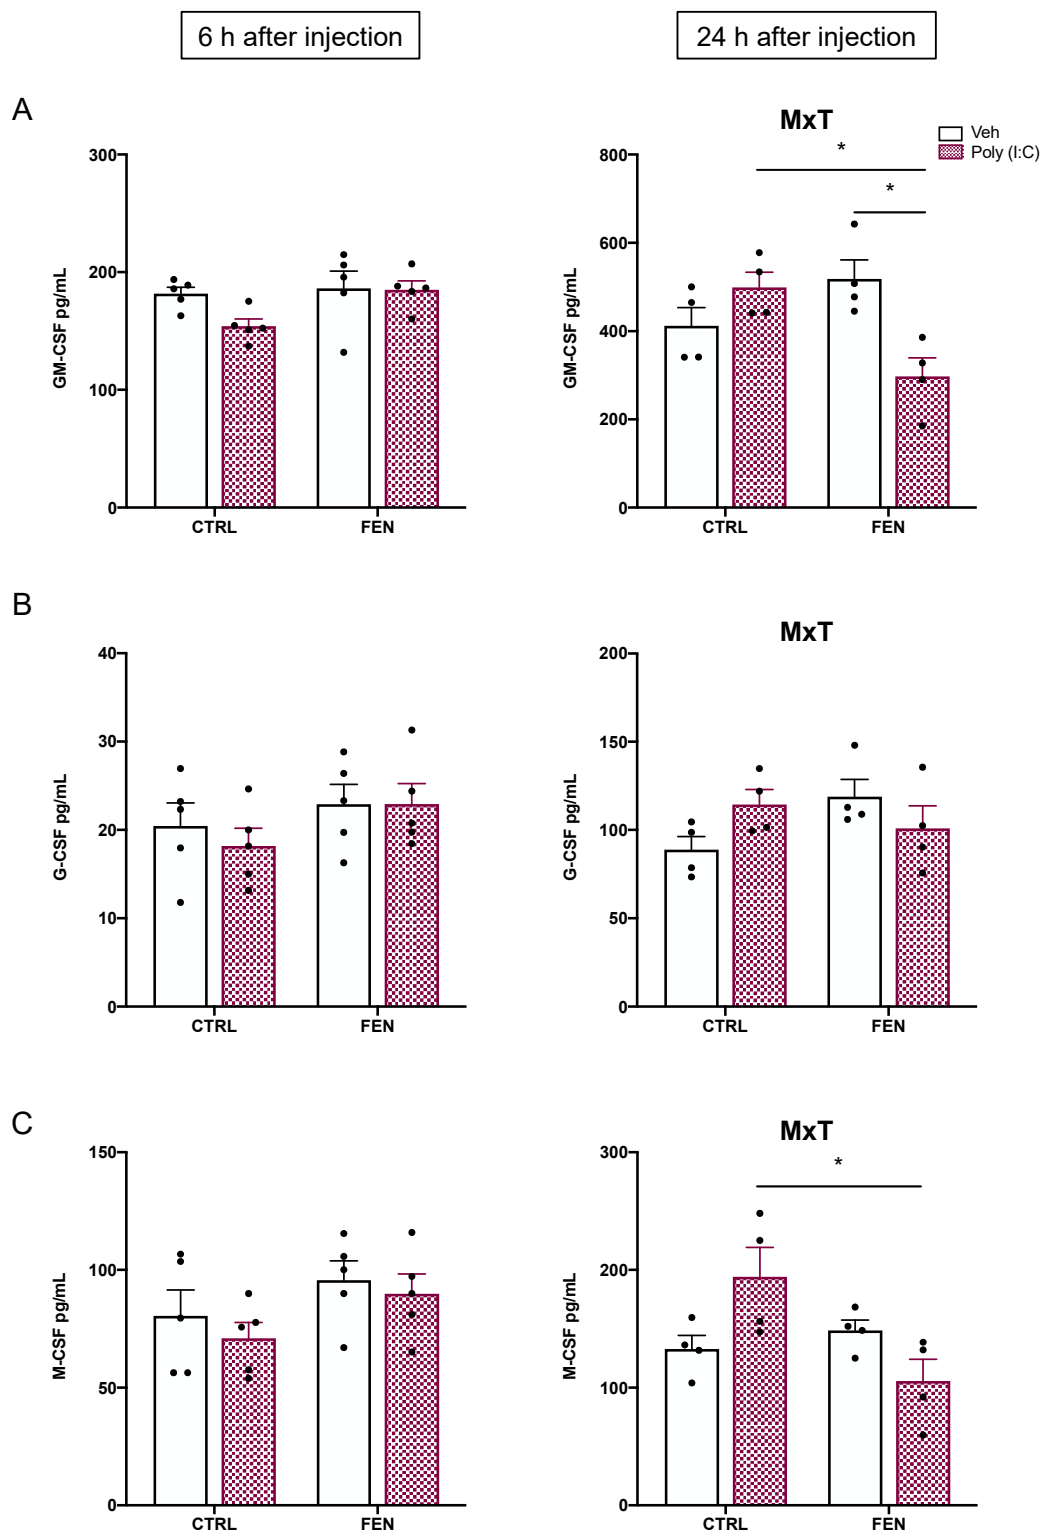 6 h after injection
24 h after injection
A
MxT
Veh
Poly (I:C)
*
*
GM-CSF pg/mL
300
200
100
0
CTRL
FEN
GM-CSF pg/mL
800
600
400
200
0
CTRL
FEN
B
MxT
G-CSF pg/mL
40
30
20
10
0
CTRL
FEN
G-CSF pg/mL
200
150
100
50
0
CTRL
FEN
C
MxT
*
M-CSF pg/mL
150
100
50
0
CTRL
FEN
M-CSF pg/mL
300
200
100
0
CTRL
FEN